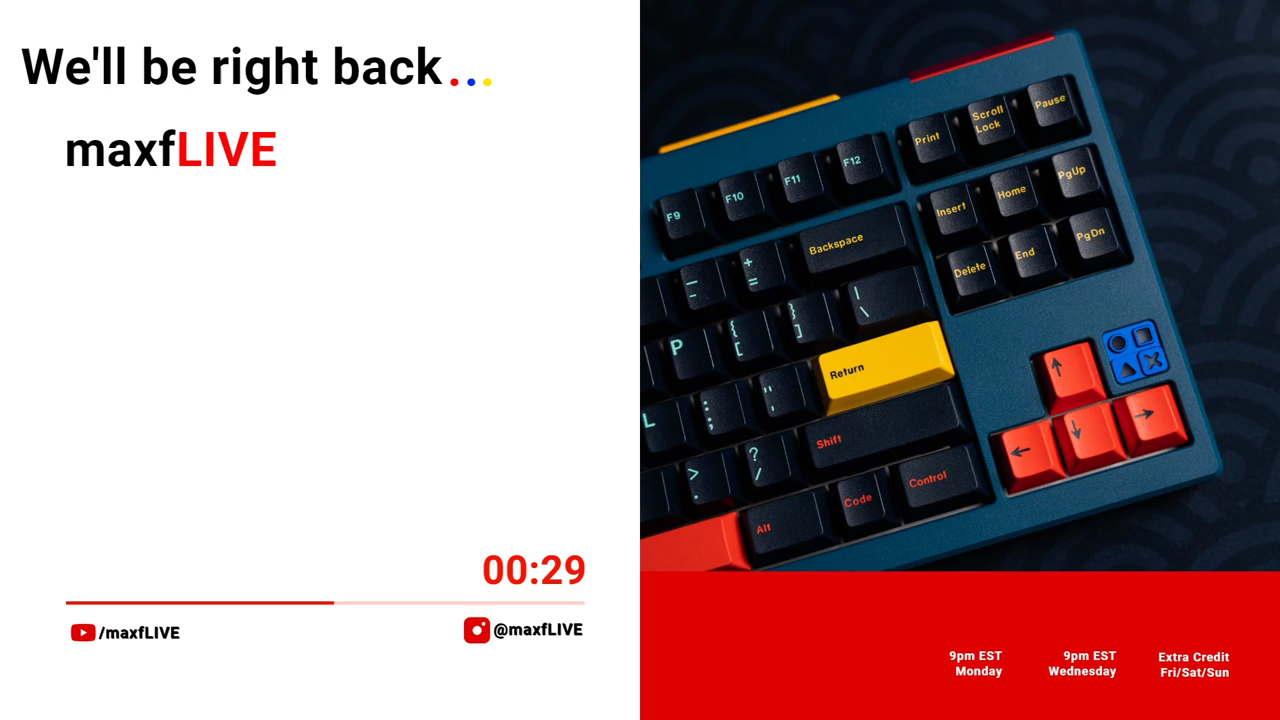 We'll be right back...
maxfLIVE
00:29
/maxfLIVE
@maxfLIVE
Print
Scroll
Lock
Pause
F9
F10
F11
F12
Insert
Home
PgUp
Delete
End
PgDn
— -
+ =
Backspace
P
{ [
} ]
| \
L
: ;
" '
Return
> .
? /
Shift
Alt
Code
Control
↑
← ↓ →
9pm EST
Monday
9pm EST
Wednesday
Extra Credit
Fri/Sat/Sun